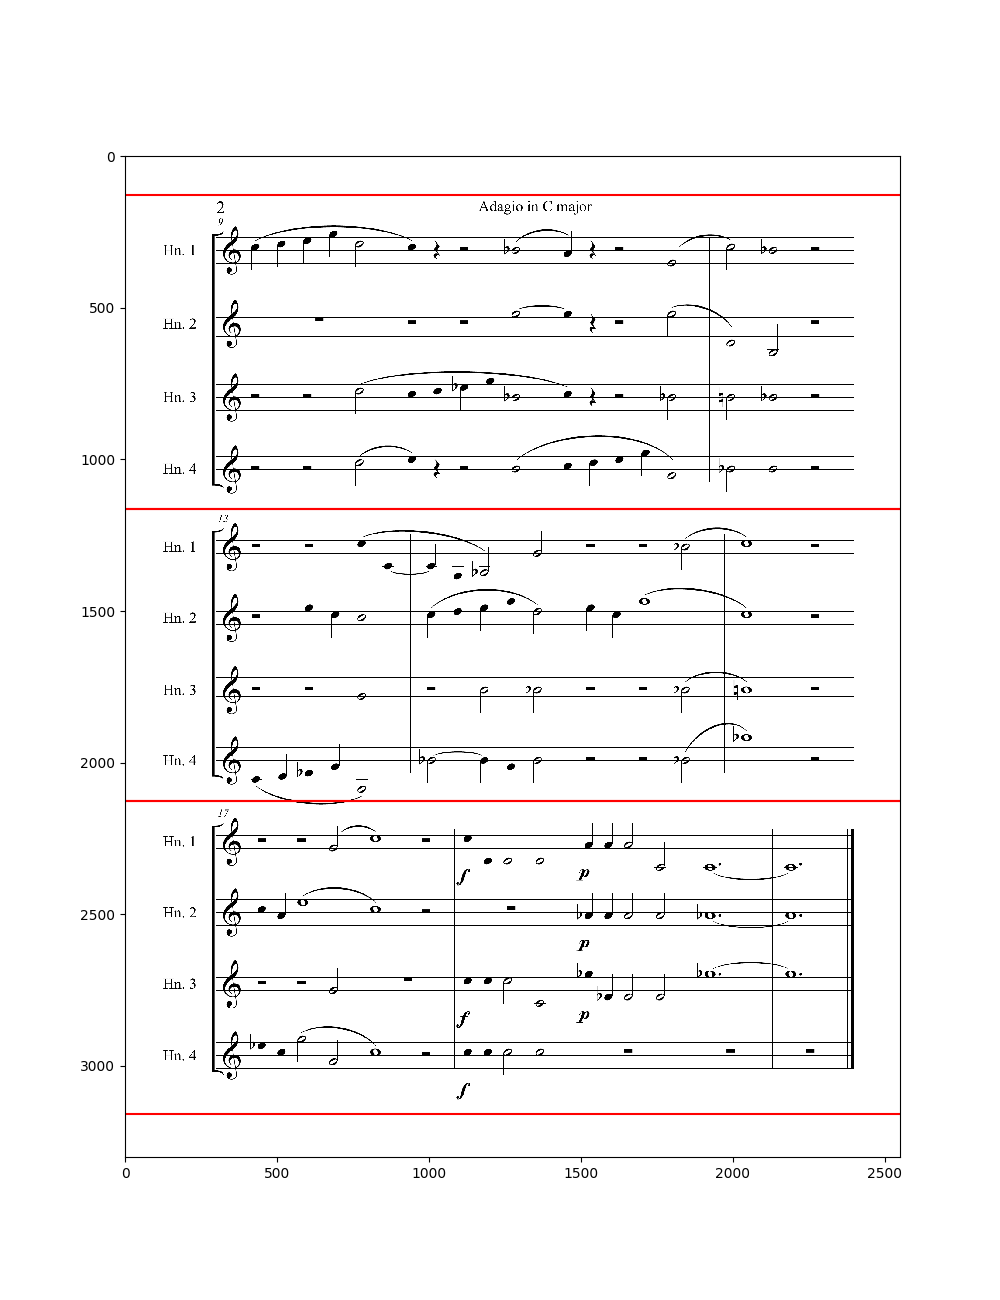 0
2
Adagio in C major
9
Hn. 1
500
Hn. 2
Hn. 3
1000
Hn. 4
13
Hn. 1
1500
Hn. 2
Hn. 3
2000
Hn. 4
17
Hn. 1
f p
2500
Hn. 2
p
Hn. 3
f p
Hn. 4
3000
f
0 500 1000 1500 2000 2500